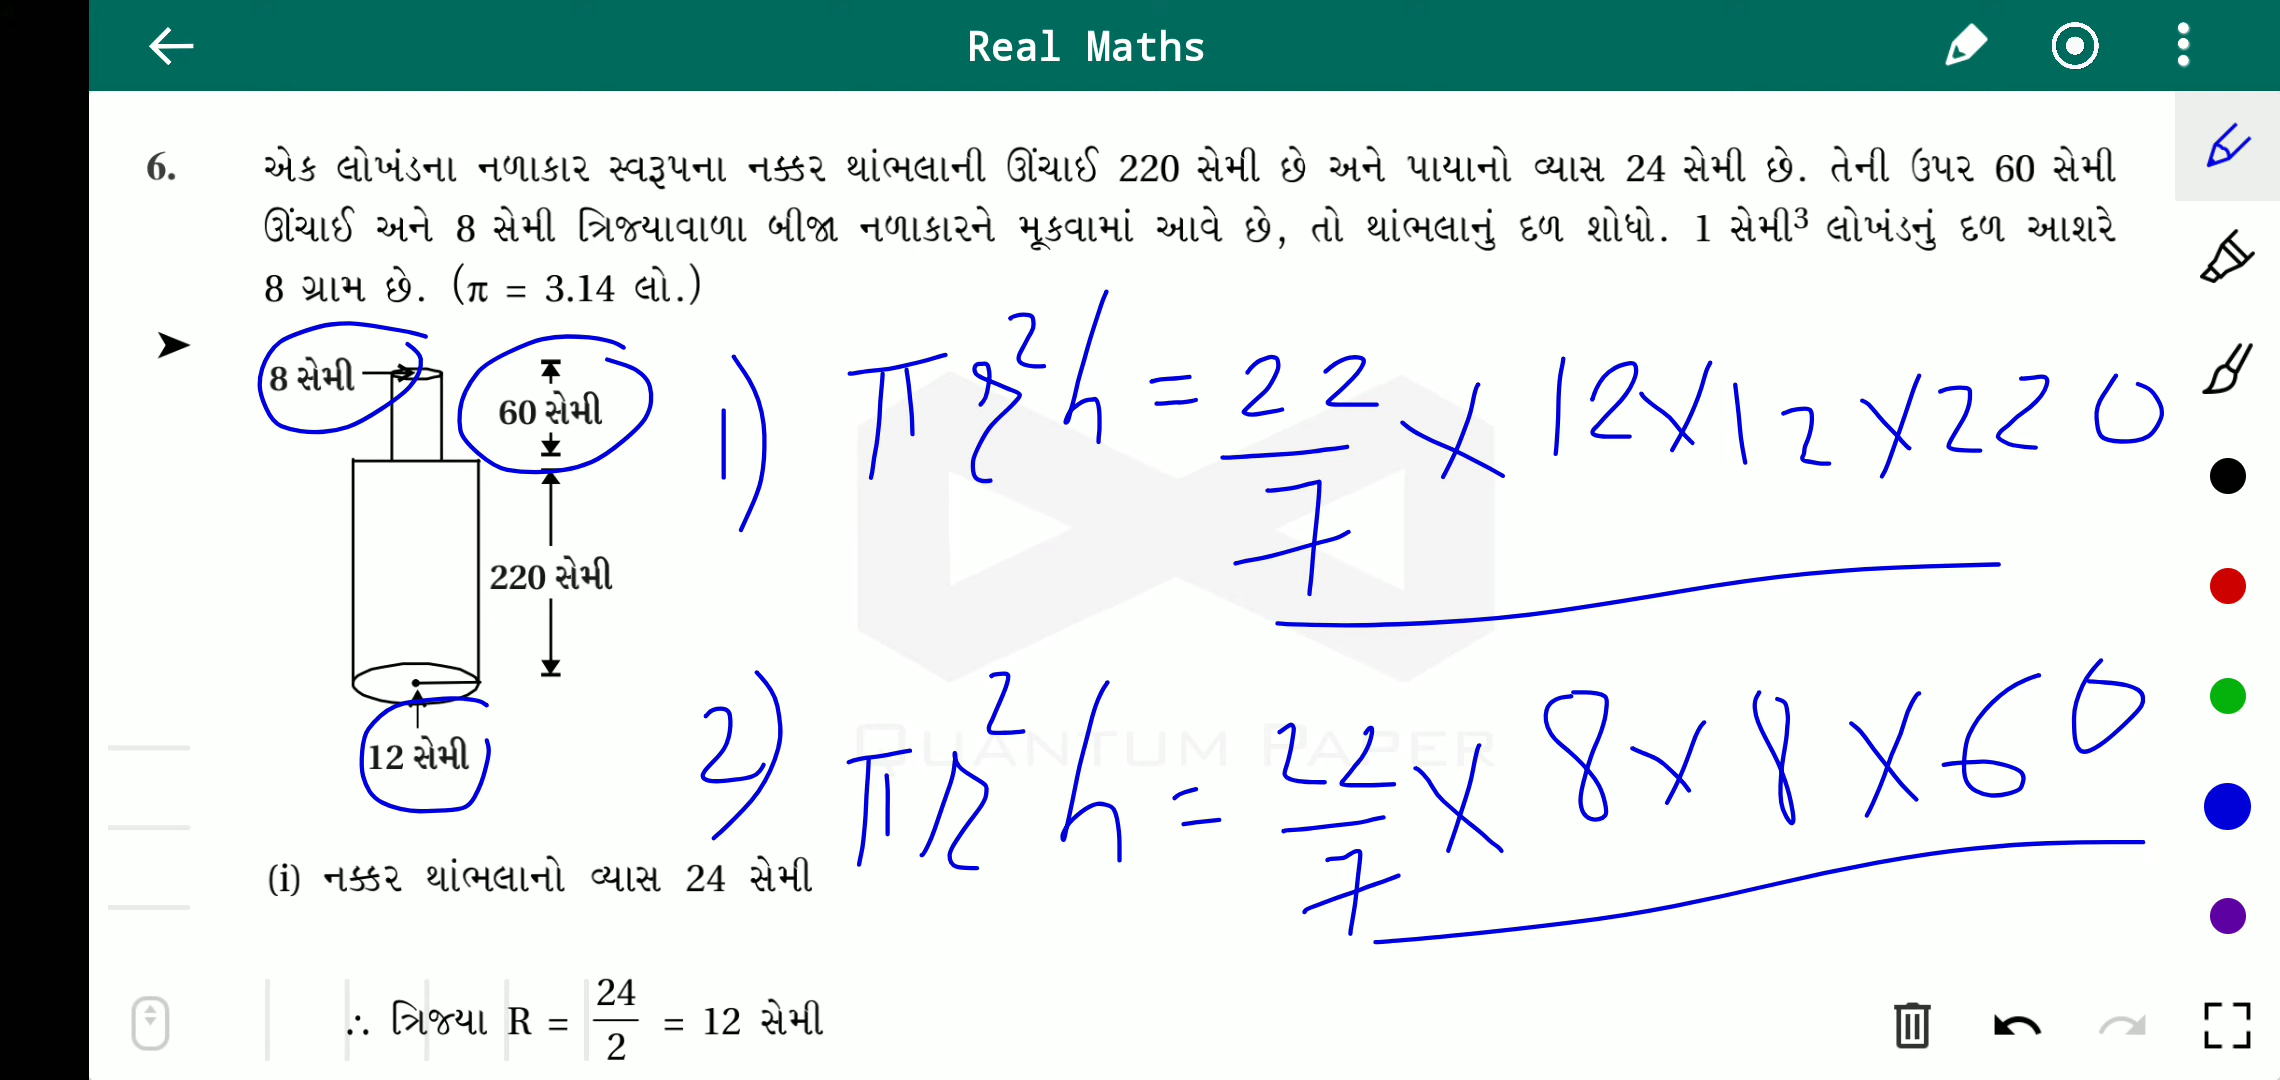 Real Maths
6. એક લોખંડના નળાકાર સ્વરૂપના નક્કર થાંભલાની ઊંચાઈ 220 સેમી છે અને પાયાનો વ્યાસ 24 સેમી છે. તેની ઉપર 60 સેમી
ઊંચાઈ અને 8 સેમી ત્રિજ્યાવાળા બીજા નળાકારને મૂકવામાં આવે છે, તો થાંભલાનું દળ શોધો. 1 સેમી³ લોખંડનું દળ આશરે
8 ગ્રામ છે. (π = 3.14 લો.)
8 સેમી
60 સેમી
220 સેમી
12 સેમી
1) πr²h = 22/7 × 12 × 12 × 220
2) πr²h = 22/7 × 8 × 8 × 60
QUANTUM PAPER
(i) નક્કર થાંભલાનો વ્યાસ 24 સેમી
∴ ત્રિજ્યા R = 24/2 = 12 સેમી